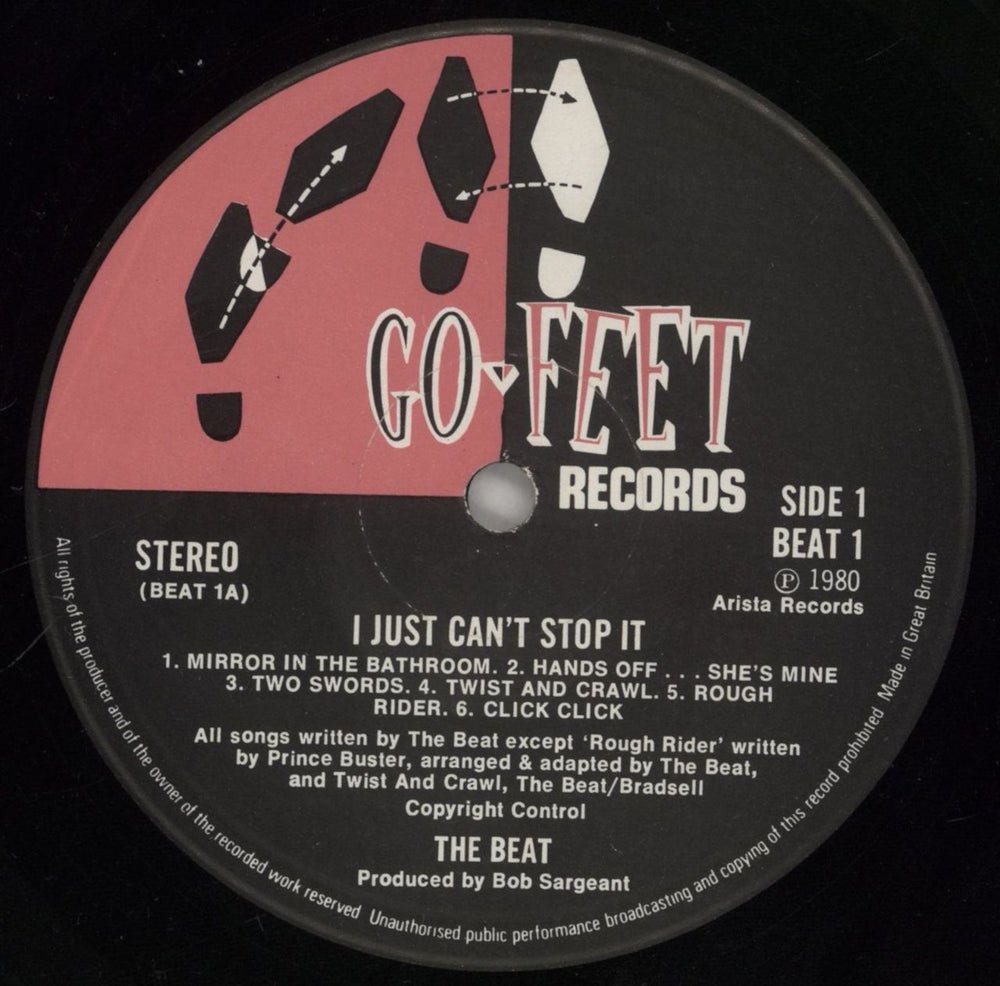 GO FEET
RECORDS
SIDE 1
BEAT 1
Ⓟ 1980
Arista Records
STEREO
(BEAT 1A)
I JUST CAN'T STOP IT
1. MIRROR IN THE BATHROOM. 2. HANDS OFF . . . SHE'S MINE
3. TWO SWORDS. 4. TWIST AND CRAWL. 5. ROUGH
RIDER. 6. CLICK CLICK
All songs written by The Beat except 'Rough Rider' written
by Prince Buster, arranged & adapted by The Beat,
and Twist And Crawl, The Beat/Bradsell
Copyright Control
THE BEAT
Produced by Bob Sargeant
All rights of the producer and of the owner of the recorded work reserved Unauthorised public performance broadcasting and copying of this record prohibited Made in Great Britain